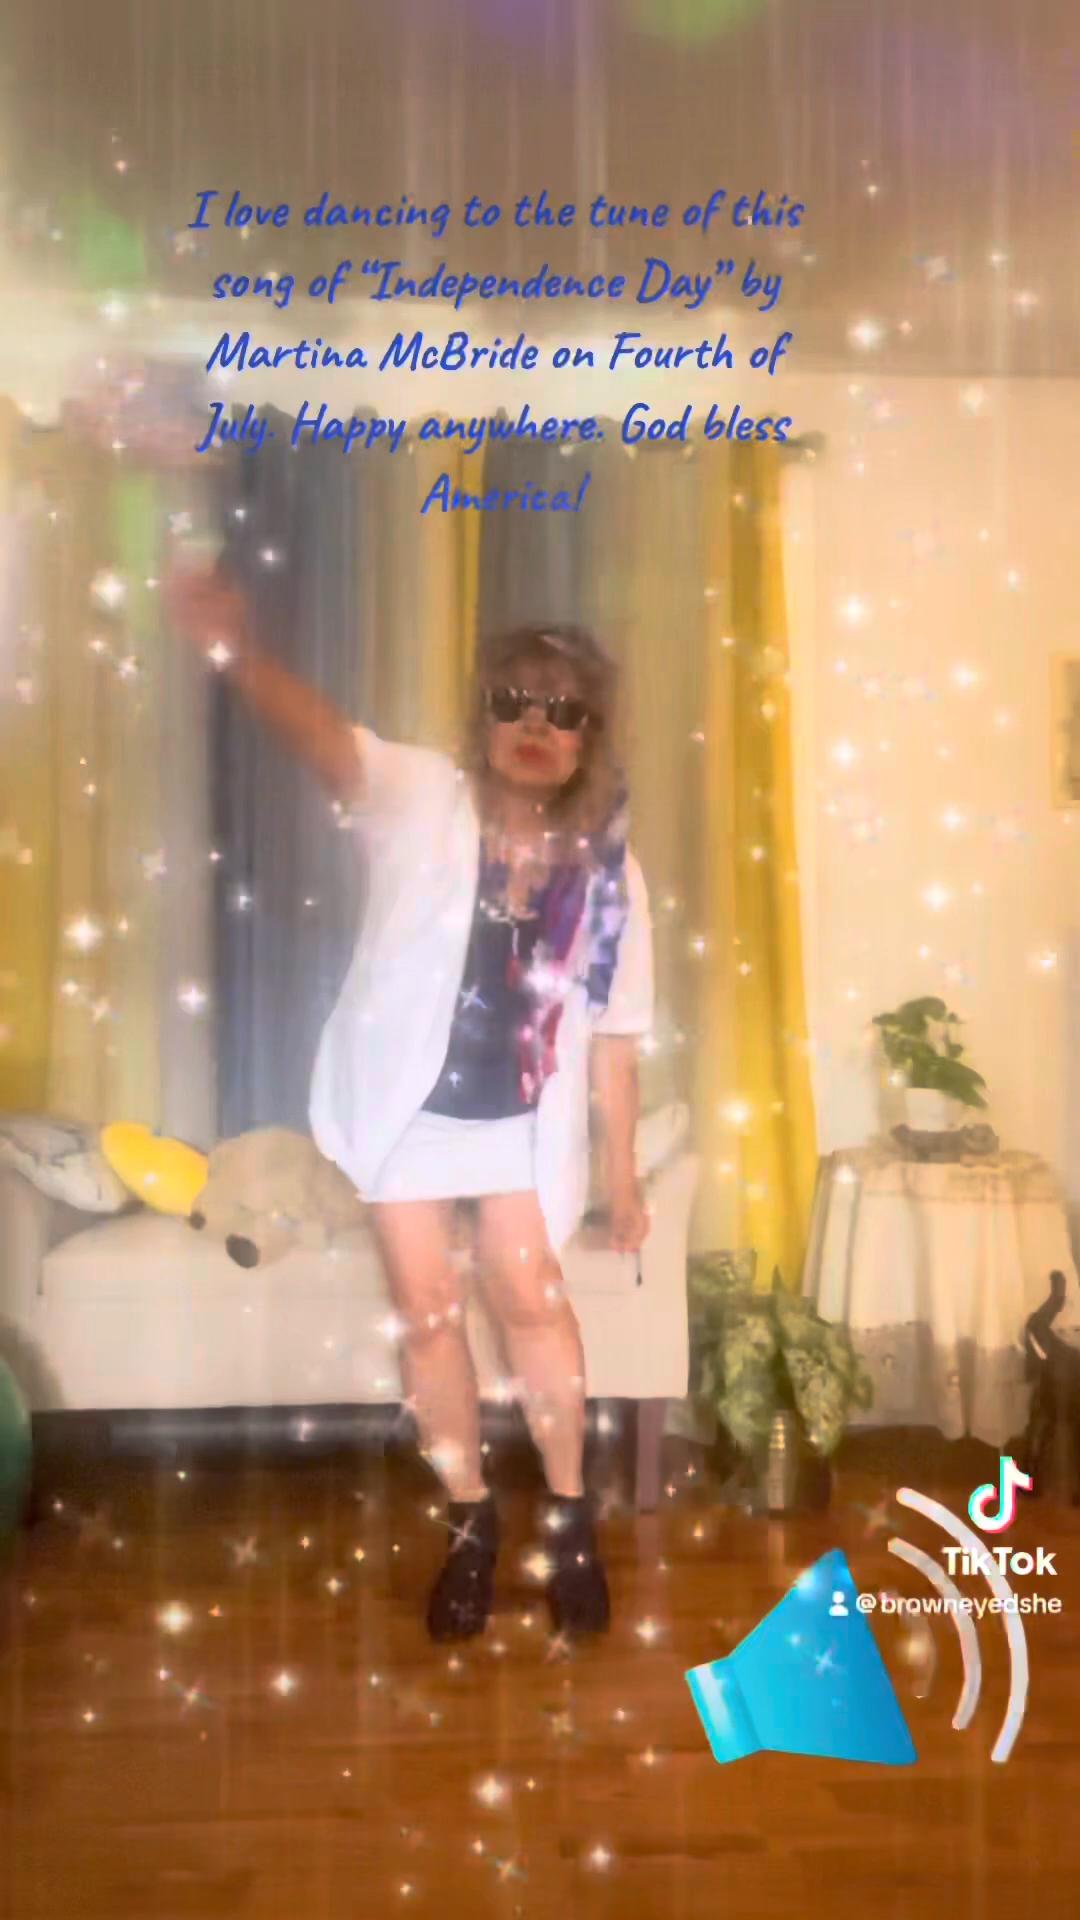 I love dancing to the tune of this
song of “Independence Day” by
Martina McBride on Fourth of
July. Happy anywhere. God bless
America!
TikTok
@browneyedshe